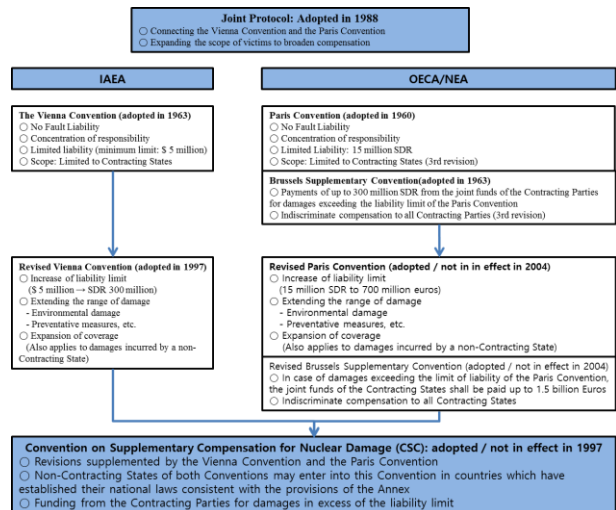 Joint Protocol: Adopted in 1988
○ Connecting the Vienna Convention and the Paris Convention
○ Expanding the scope of victims to broaden compensation
IAEA
The Vienna Convention (adopted in 1963)
○ No Fault Liability
○ Concentration of responsibility
○ Limited liability (minimum limit: $ 5 million)
○ Scope: Limited to Contracting States
Revised Vienna Convention (adopted in 1997)
○ Increase of liability limit
($ 5 million → SDR 300 million)
○ Extending the range of damage
- Environmental damage
- Preventative measures, etc.
○ Expansion of coverage
(Also applies to damages incurred by a non-
Contracting State)
OECA/NEA
Paris Convention (adopted in 1960)
○ No Fault Liability
○ Concentration of responsibility
○ Limited Liability: 15 million SDR
○ Scope: Limited to Contracting States (3rd revision)
Brussels Supplementary Convention(adopted in 1963)
○ Payments of up to 300 million SDR from the joint funds of the Contracting Parties
for damages exceeding the liability limit of the Paris Convention
○ Indiscriminate compensation to all Contracting Parties (3rd revision)
Revised Paris Convention (adopted / not in in effect in 2004)
○ Increase of liability limit
(15 million SDR to 700 million euros)
○ Extending the range of damage
- Environmental damage
- Preventative measures, etc.
○ Expansion of coverage
(Also applies to damages incurred by a non-Contracting State)
Revised Brussels Supplementary Convention (adopted / not in effect in 2004)
○ In case of damages exceeding the limit of liability of the Paris Convention,
the joint funds of the Contracting States shall be paid up to 1.5 billion Euros
○ Indiscriminate compensation to all Contracting States
Convention on Supplementary Compensation for Nuclear Damage (CSC): adopted / not in effect in 1997
○ Revisions supplemented by the Vienna Convention and the Paris Convention
○ Non-Contracting States of both Conventions may enter into this Convention in countries which have
established their national laws consistent with the provisions of the Annex
○ Funding from the Contracting Parties for damages in excess of the liability limit